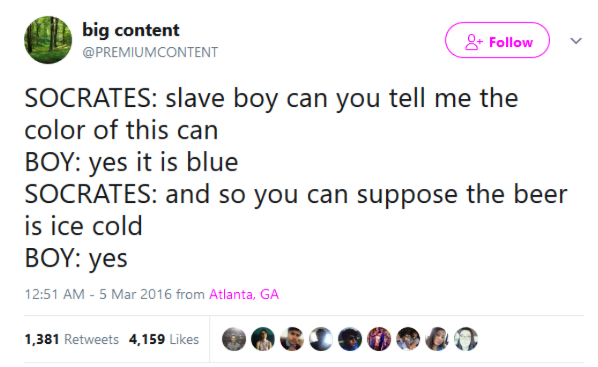 big content
@PREMIUMCONTENT
Follow
SOCRATES: slave boy can you tell me the
color of this can
BOY: yes it is blue
SOCRATES: and so you can suppose the beer
is ice cold
BOY: yes
12:51 AM - 5 Mar 2016 from Atlanta, GA
1,381 Retweets 4,159 Likes